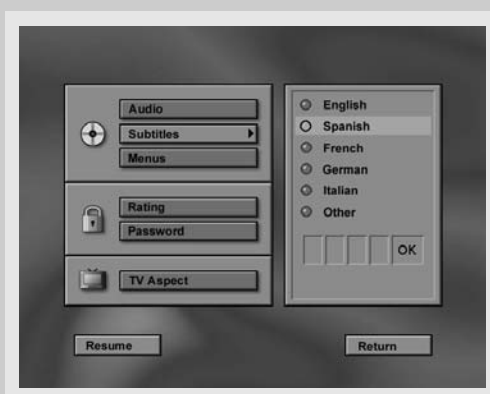 Audio
Subtitles
Menus
Rating
Password
TV Aspect
English
Spanish
French
German
Italian
Other
OK
Resume
Return